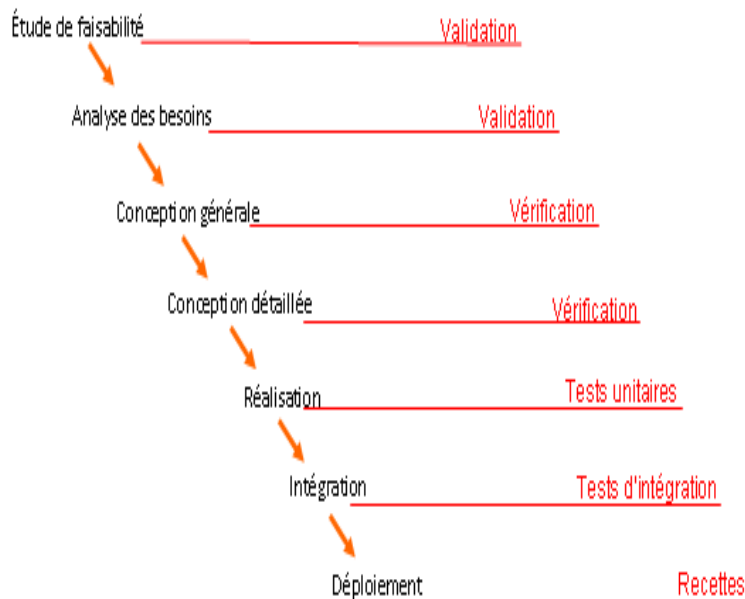 Étude de faisabilité Validation
Analyse des besoins Validation
Conception générale Vérification
Conception détaillée Vérification
Réalisation Tests unitaires
Intégration Tests d'intégration
Déploiement Recettes